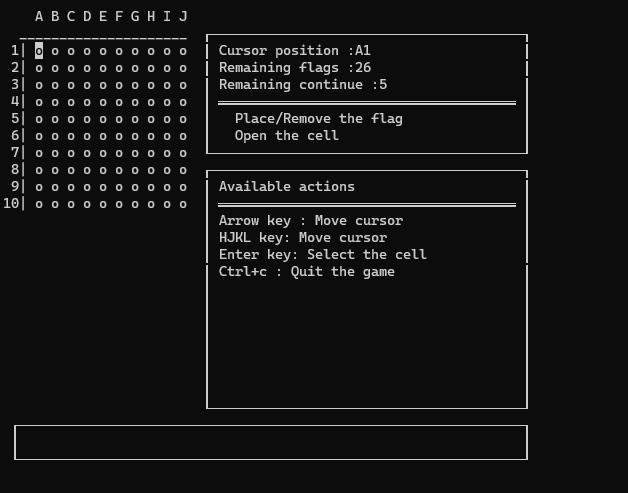 A B C D E F G H I J
1| o o o o o o o o o o
2| o o o o o o o o o o
3| o o o o o o o o o o
4| o o o o o o o o o o
5| o o o o o o o o o o
6| o o o o o o o o o o
7| o o o o o o o o o o
8| o o o o o o o o o o
9| o o o o o o o o o o
10| o o o o o o o o o o
Cursor position :A1
Remaining flags :26
Remaining continue :5
Place/Remove the flag
Open the cell
Available actions
Arrow key : Move cursor
HJKL key: Move cursor
Enter key: Select the cell
Ctrl+c : Quit the game